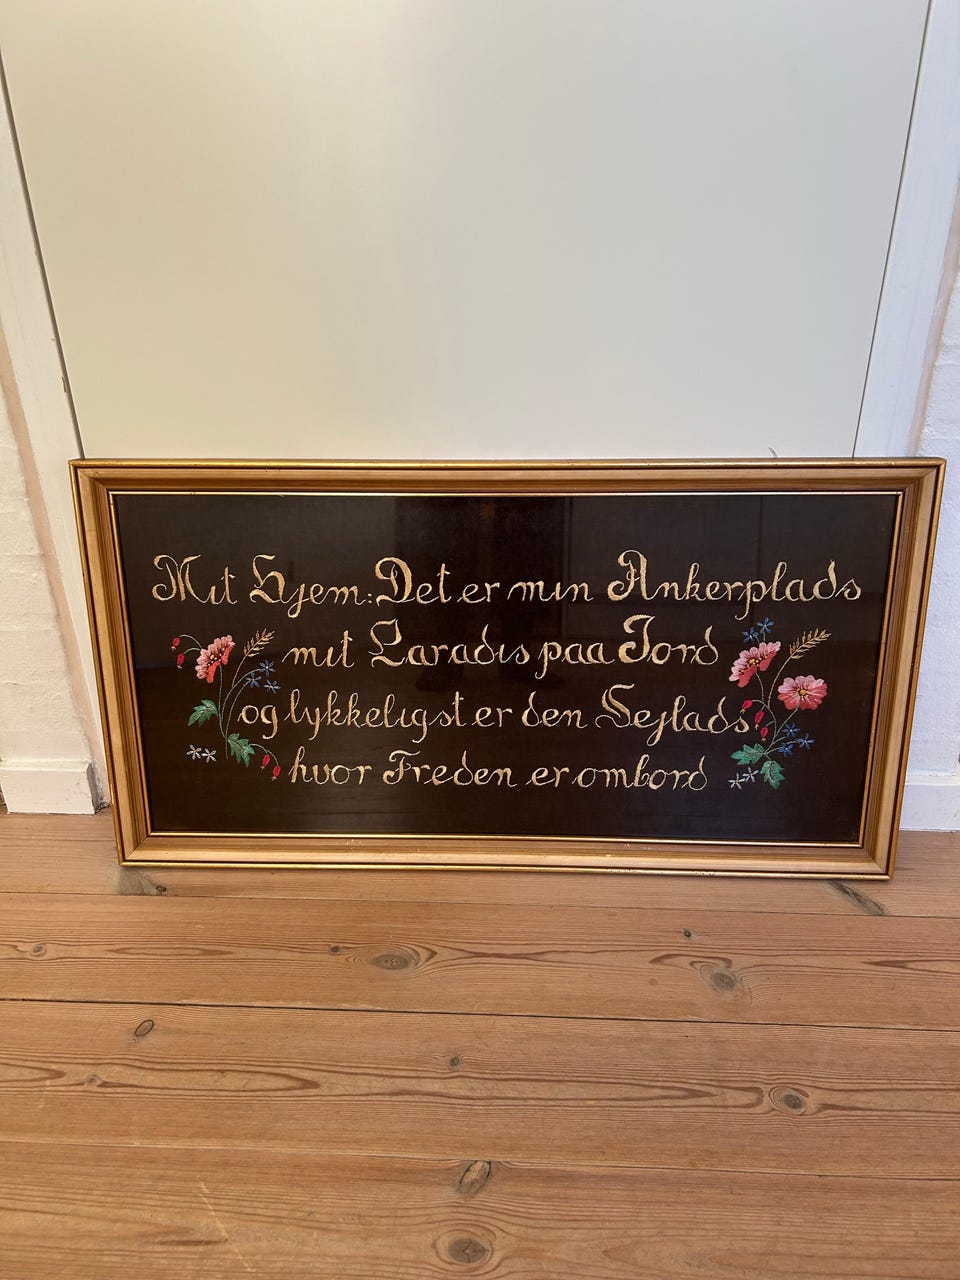 Mit Hjem: Det er min Ankerplads
mit Paradis paa Jord
og lykkeligst er den Sejlads
hvor Freden er ombord